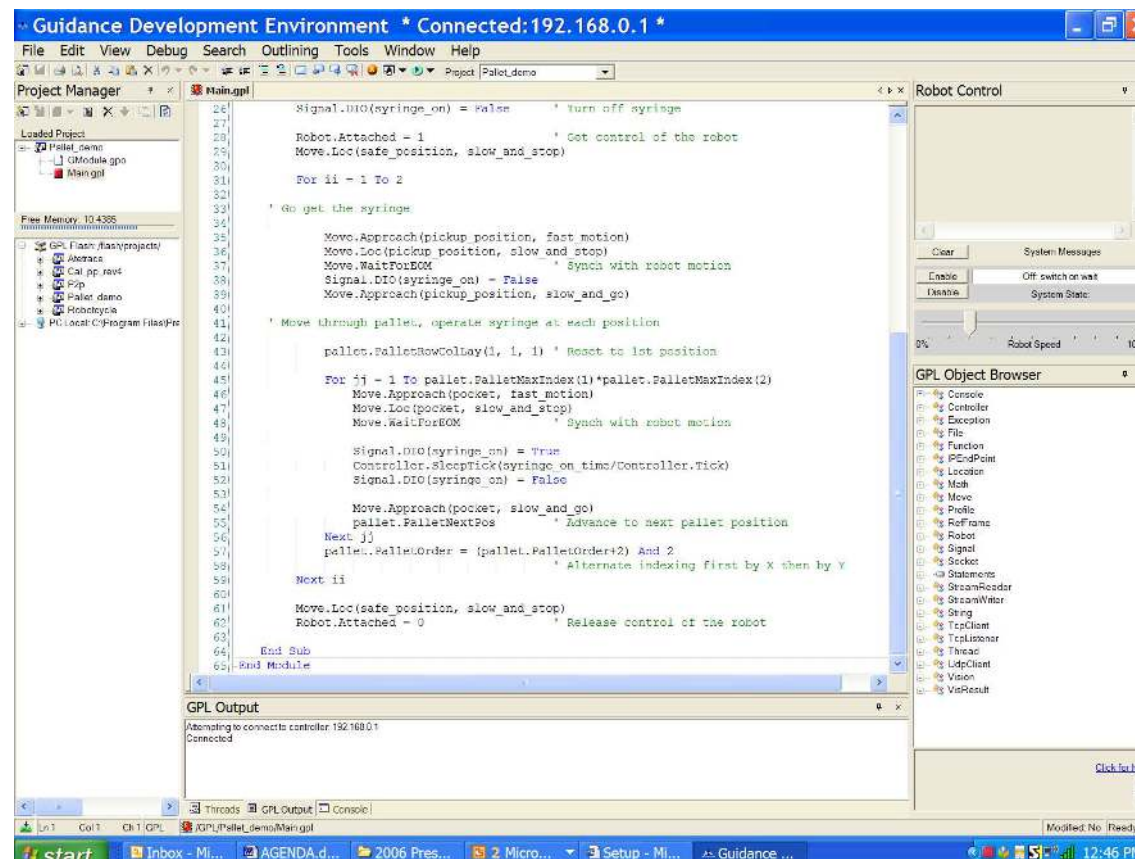 Guidance Development Environment * Connected:192.168.0.1 *
File Edit View Debug Search Outlining Tools Window Help
Project Pallet_demo
Project Manager
Loaded Project
Pallet_demo
GModule.gpo
Main.gpl
Free Memory: 10.4385
GPL Flash: /flash/projects/
Cal_pp_rev4
P2p
Pallet_demo
Robotcycle
PC Local: C:\Program Files\Pre
Main.gpl
26 Signal.DIO(syringe_on) = False ' Turn off syringe
27
28 Robot.Attached = 1 ' Get control of the robot
29 Move.Loc(safe_position, slow_and_stop)
30
31 For ii = 1 To 2
32
33 ' Go get the syringe
34
35 Move.Approach(pickup_position, fast_motion)
36 Move.Loc(pickup_position, slow_and_stop)
37 Move.WaitForEOM ' Synch with robot motion
38 Signal.DIO(syringe_on) = False
39 Move.Approach(pickup_position, slow_and_go)
40
41 ' Move through pallet, operate syringe at each position
42
43 pallet.PalletRowColLay(1, 1, 1) ' Reset to 1st position
44
45 For jj = 1 To pallet.PalletMaxIndex(1)*pallet.PalletMaxIndex(2)
46 Move.Approach(pocket, fast_motion)
47 Move.Loc(pocket, slow_and_stop)
48 Move.WaitForEOM ' Synch with robot motion
49
50 Signal.DIO(syringe_on) = True
51 Controller.SleepTick(syringe_on_time/Controller.Tick)
52 Signal.DIO(syringe_on) = False
53
54 Move.Approach(pocket, slow_and_go)
55 pallet.PalletNextPos ' Advance to next pallet position
56 Next jj
57 pallet.PalletOrder = (pallet.PalletOrder+2) And 2
58 ' Alternate indexing first by X then by Y
59 Next ii
60
61 Move.Loc(safe_position, slow_and_stop)
62 Robot.Attached = 0 ' Release control of the robot
63
64 End Sub
65 End Module
GPL Output
Attempting to connect to controller: 192.168.0.1
Connected
Threads GPL Output Console
Robot Control
Clear System Messages
Enable Off: switch on wait
Disable System State:
0% Robot Speed 10
GPL Object Browser
Console
Controller
Exception
File
Function
IPEndPoint
Location
Math
Move
Profile
RefFrame
Robot
Signal
Socket
Statements
StreamReader
StreamWriter
String
TcpClient
TcpListener
Thread
UdpClient
Vision
VisResult
Click for h
Ln 1 Col 1 Ch 1 GPL /GPL/Pallet_demo/Main.gpl Modified: No Ready
start Inbox - Mi... AGENDA.d... 2006 Pres... 2 Micro... Setup - Mi... Guidance ... 12:46 PM